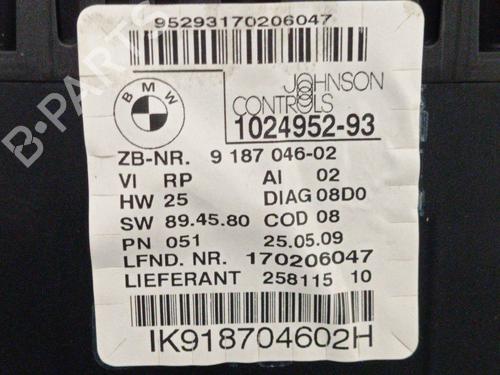 95293170206047
BMW
JOHNSON
CONTROLS
1024952-93
ZB-NR. 9 187 046-02
VI RP AI 02
HW 25 DIAG 08D0
SW 89.45.80 COD 08
PN 051 25.05.09
LFND. NR. 170206047
LIEFERANT 258115 10
IK918704602H
B-PARTS